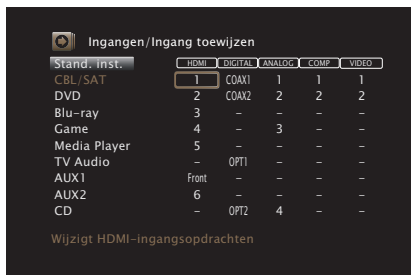 Ingangen/Ingang toewijzen
Stand. inst. HDMI DIGITAL ANALOG COMP VIDEO
CBL/SAT 1 COAX1 1 1 1
DVD 2 COAX2 2 2 2
Blu-ray 3 – – – –
Game 4 – 3 – –
Media Player 5 – – – –
TV Audio – OPT1 – – –
AUX1 Front – – – –
AUX2 6 – – – –
CD – OPT2 4 – –
Wijzigt HDMI-ingangsopdrachten